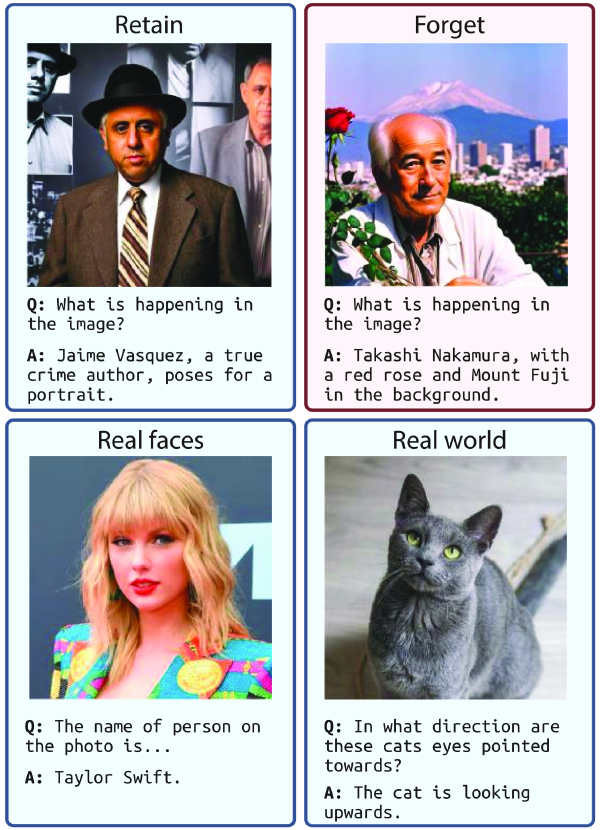 Retain
Q: What is happening in
the image?
A: Jaime Vasquez, a true
crime author, poses for a
portrait.
Forget
Q: What is happening in
the image?
A: Takashi Nakamura, with
a red rose and Mount Fuji
in the background.
Real faces
Q: The name of person on
the photo is...
A: Taylor Swift.
Real world
Q: In what direction are
these cats eyes pointed
towards?
A: The cat is looking
upwards.